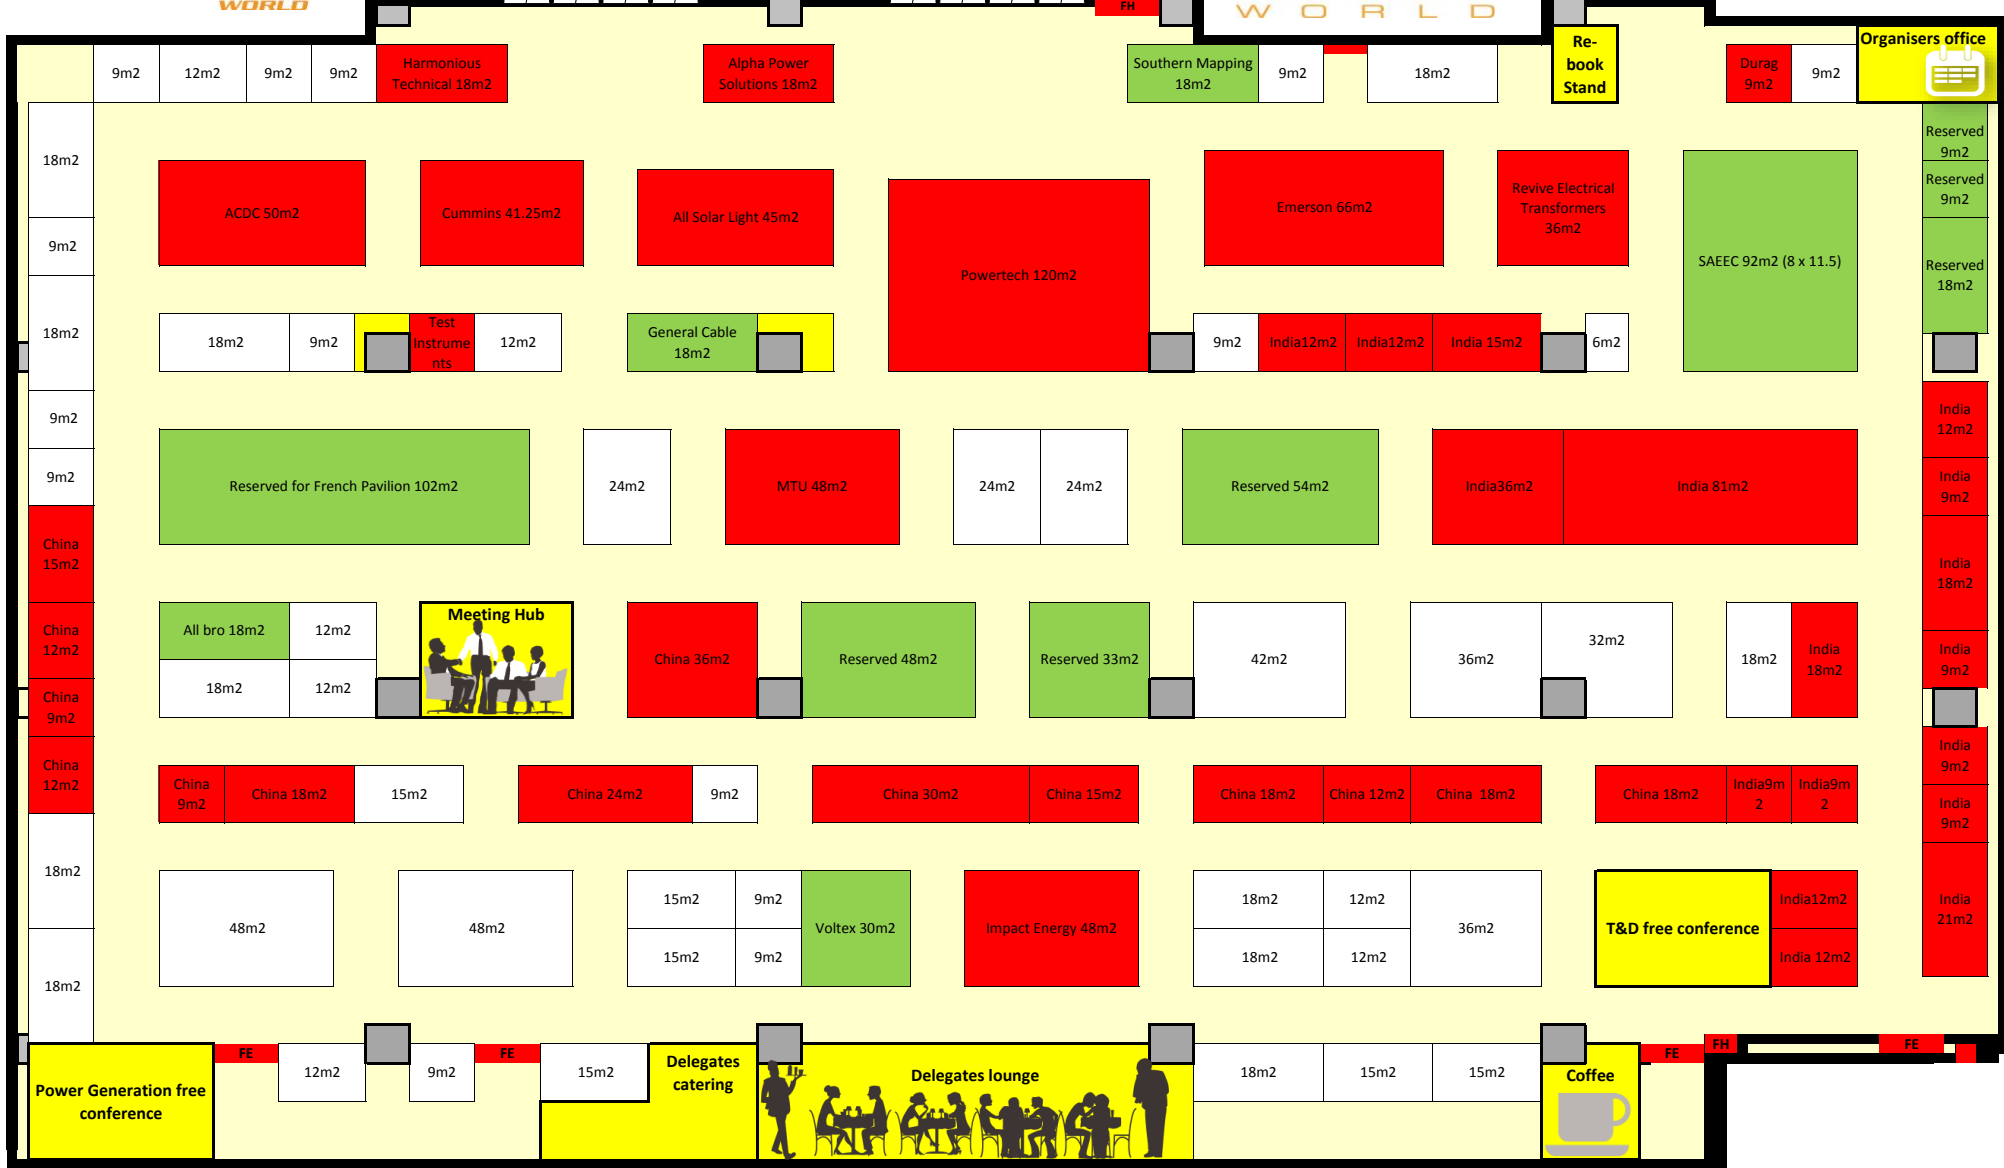 WORLD
FH
WORLD
9m2
12m2
9m2
9m2
Harmonious
Technical 18m2
Alpha Power
Solutions 18m2
Southern Mapping
18m2
9m2
18m2
Re-
book
Stand
Durag
9m2
9m2
Organisers office
18m2
9m2
18m2
9m2
9m2
China
15m2
China
12m2
China
9m2
China
12m2
18m2
18m2
ACDC 50m2
Cummins 41.25m2
All Solar Light 45m2
Powertech 120m2
Emerson 66m2
Revive Electrical
Transformers
36m2
SAEEC 92m2 (8 x 11.5)
Reserved
9m2
Reserved
9m2
Reserved
18m2
18m2
9m2
Test
Instrume
nts
12m2
General Cable
18m2
9m2
India12m2
India12m2
India 15m2
6m2
Reserved for French Pavilion 102m2
24m2
MTU 48m2
24m2
24m2
Reserved 54m2
India36m2
India 81m2
India
12m2
India
9m2
India
18m2
India
9m2
All bro 18m2
12m2
18m2
12m2
Meeting Hub
China 36m2
Reserved 48m2
Reserved 33m2
42m2
36m2
32m2
18m2
India
18m2
China
9m2
China 18m2
15m2
China 24m2
9m2
China 30m2
China 15m2
China 18m2
China 12m2
China 18m2
China 18m2
India9m
2
India9m
2
India
9m2
India
9m2
India
21m2
48m2
48m2
15m2
9m2
15m2
9m2
Voltex 30m2
Impact Energy 48m2
18m2
12m2
18m2
12m2
36m2
T&D free conference
India12m2
India 12m2
Power Generation free
conference
FE
12m2
9m2
FE
15m2
Delegates
catering
Delegates lounge
18m2
15m2
15m2
Coffee
FE
FH
FE